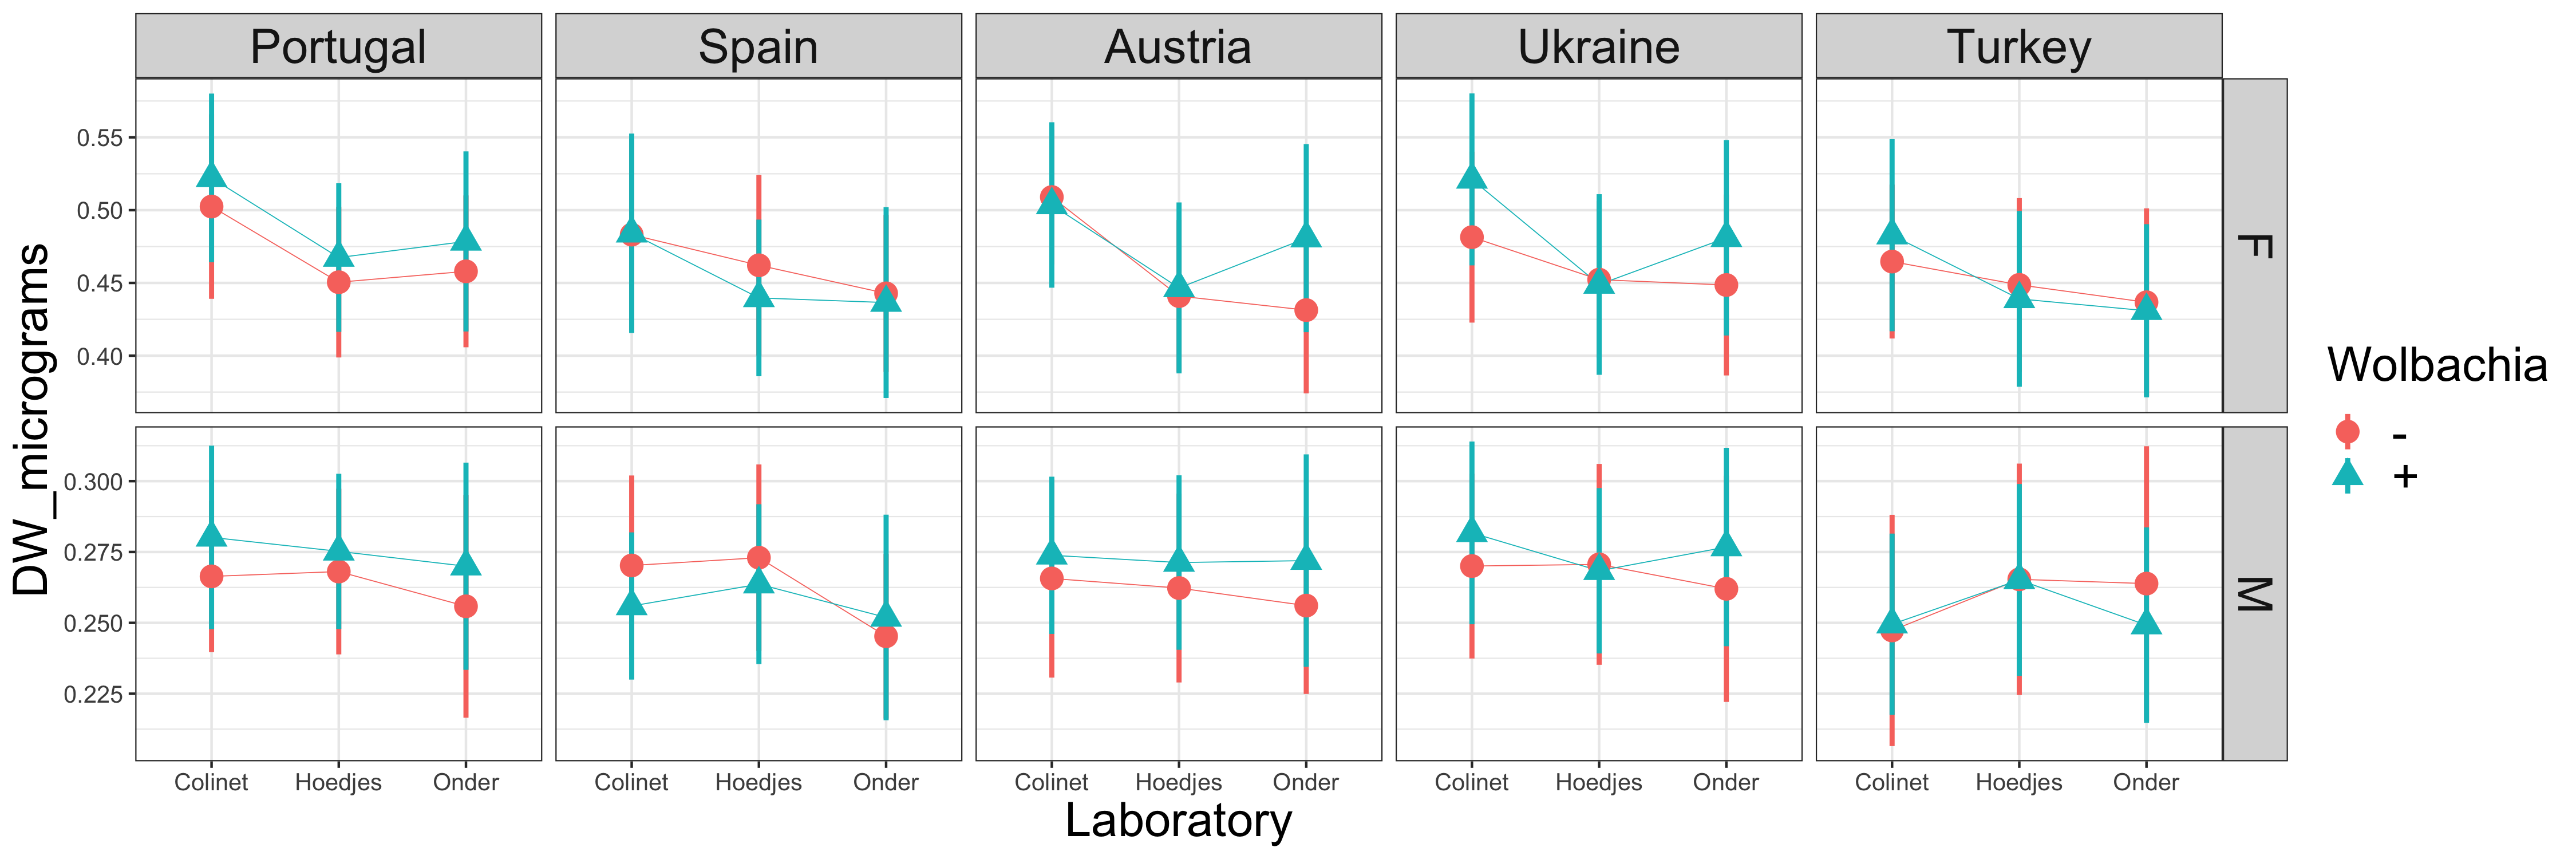 Portugal Spain Austria Ukraine Turkey
DW_micrograms
0.55
0.50
0.45
0.40
F
0.300
0.275
0.250
0.225
M
Colinet Hoedjes Onder Colinet Hoedjes Onder Colinet Hoedjes Onder Colinet Hoedjes Onder Colinet Hoedjes Onder
Laboratory
Wolbachia
-
+